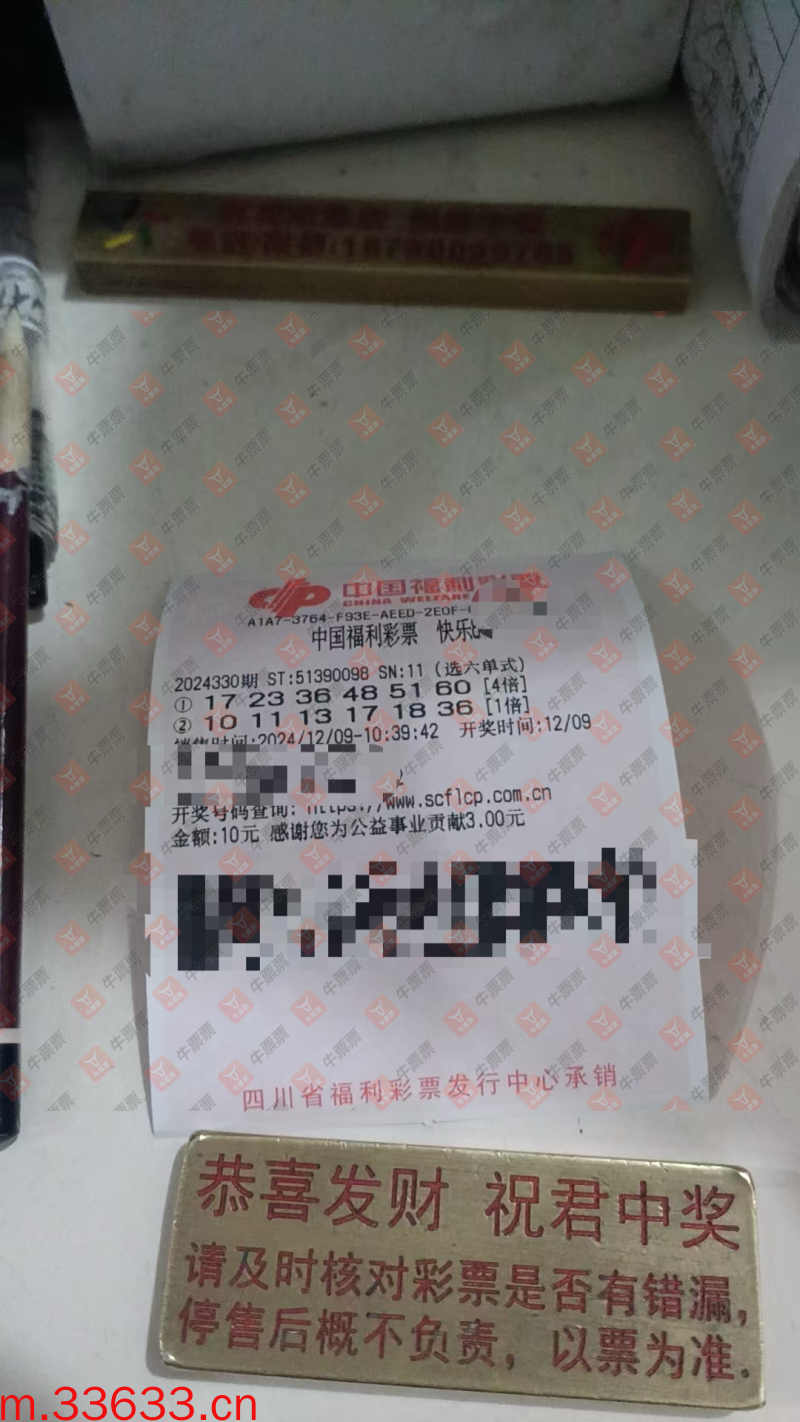 中国福利
CHINA WELFARE
A1A7-3764-F93E-AEED-2E0F-
中国福利彩票 快乐
2024330期 ST:51390098 SN:11 (选六单式)
① 17 23 36 48 51 60 [4倍]
② 10 11 13 17 18 36 [1倍]
销售时间:2024/12/09-10:39:42 开奖时间:12/09
开奖号码查询: https://www.scflcp.com.cn
金额:10元 感谢您为公益事业贡献3.00元
四川省福利彩票发行中心承销
恭喜发财 祝君中奖
请及时核对彩票是否有错漏,
停售后概不负责，以票为准.
m.33633.cn
牛票票